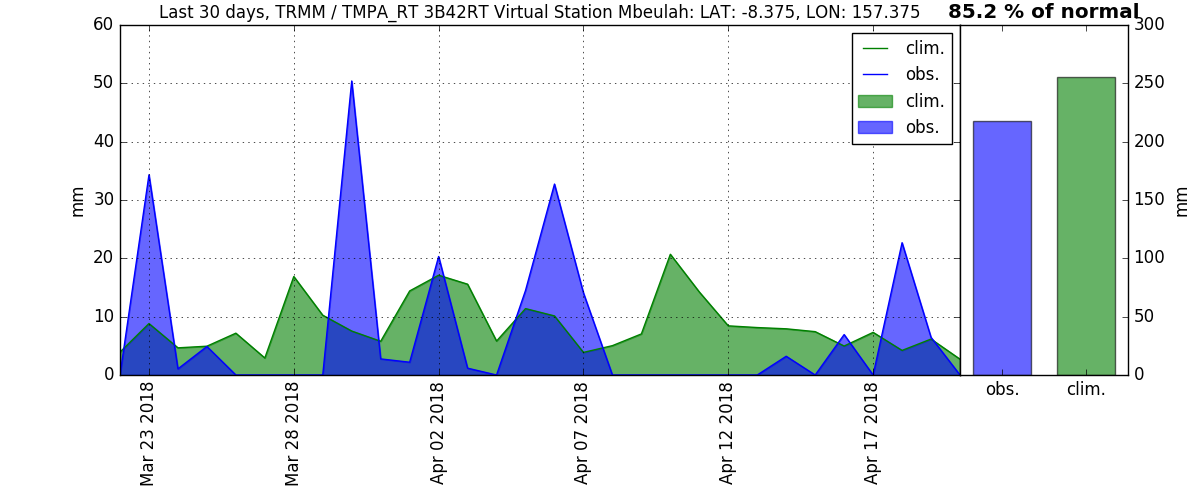 Last 30 days, TRMM / TMPA_RT 3B42RT Virtual Station Mbeulah: LAT: -8.375, LON: 157.375
85.2 % of normal
60
50
40
30
20
10
0
mm
clim.
obs.
clim.
obs.
300
250
200
150
100
50
0
mm
obs.
clim.
Mar 23 2018
Mar 28 2018
Apr 02 2018
Apr 07 2018
Apr 12 2018
Apr 17 2018